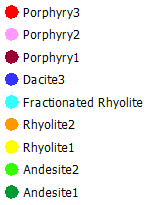 Porphyry3
Porphyry2
Porphyry1
Dacite3
Fractionated Rhyolite
Rhyolite2
Rhyolite1
Andesite2
Andesite1